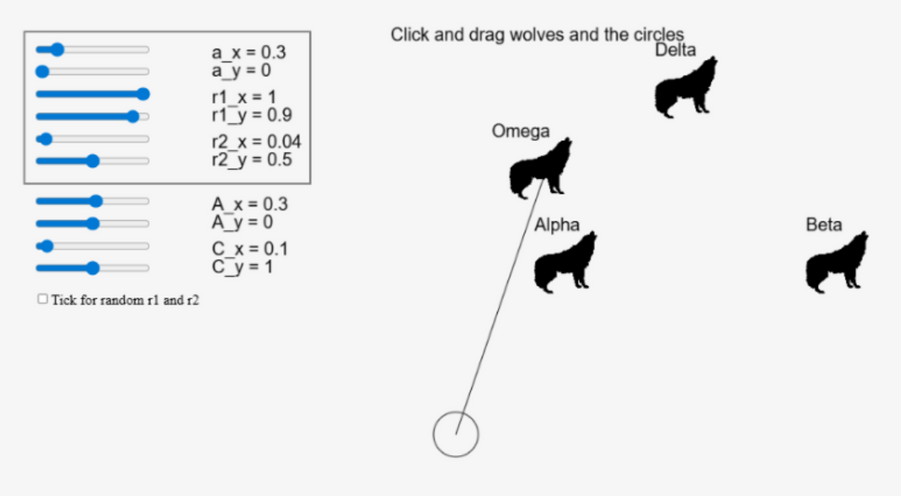 a_x = 0.3
a_y = 0
r1_x = 1
r1_y = 0.9
r2_x = 0.04
r2_y = 0.5
A_x = 0.3
A_y = 0
C_x = 0.1
C_y = 1
Tick for random r1 and r2
Click and drag wolves and the circles
Delta
Omega
Alpha
Beta